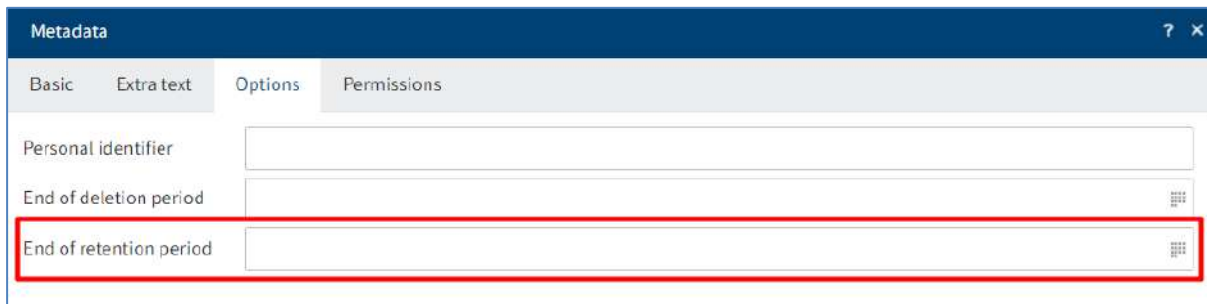 Metadata ? ×
Basic Extra text Options Permissions
Personal identifier
End of deletion period
End of retention period